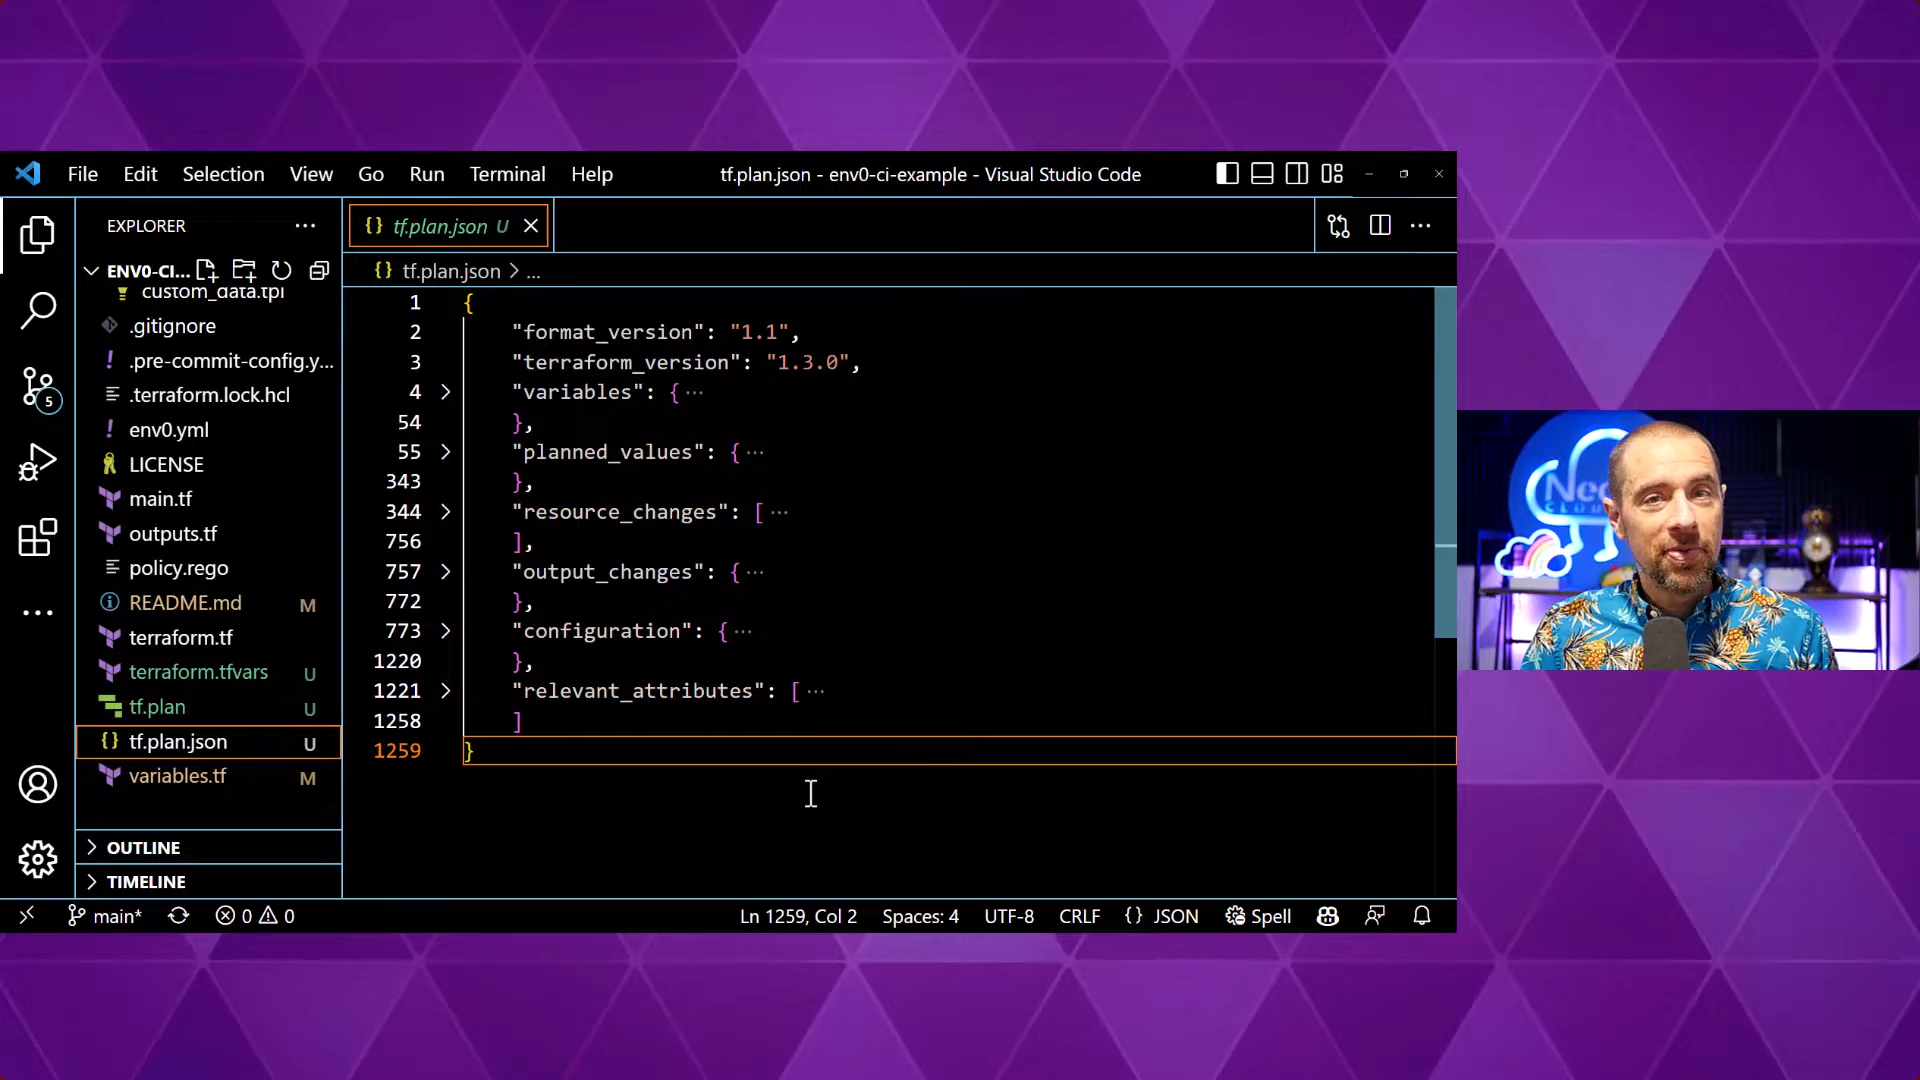 File Edit Selection View Go Run Terminal Help
tf.plan.json - env0-ci-example - Visual Studio Code
EXPLORER
tf.plan.json U
ENV0-CI...
tf.plan.json > ...
custom_data.tpl
.gitignore
.pre-commit-config.y...
.terraform.lock.hcl
env0.yml
LICENSE
main.tf
outputs.tf
policy.rego
README.md M
terraform.tf
terraform.tfvars U
tf.plan U
tf.plan.json U
variables.tf M
OUTLINE
TIMELINE
5
1 {
2 "format_version": "1.1",
3 "terraform_version": "1.3.0",
4 "variables": { ...
54 },
55 "planned_values": { ...
343 },
344 "resource_changes": [ ...
756 ],
757 "output_changes": { ...
772 },
773 "configuration": { ...
1220 },
1221 "relevant_attributes": [ ...
1258 ]
1259 }
main* 0 0
Ln 1259, Col 2 Spaces: 4 UTF-8 CRLF {} JSON Spell